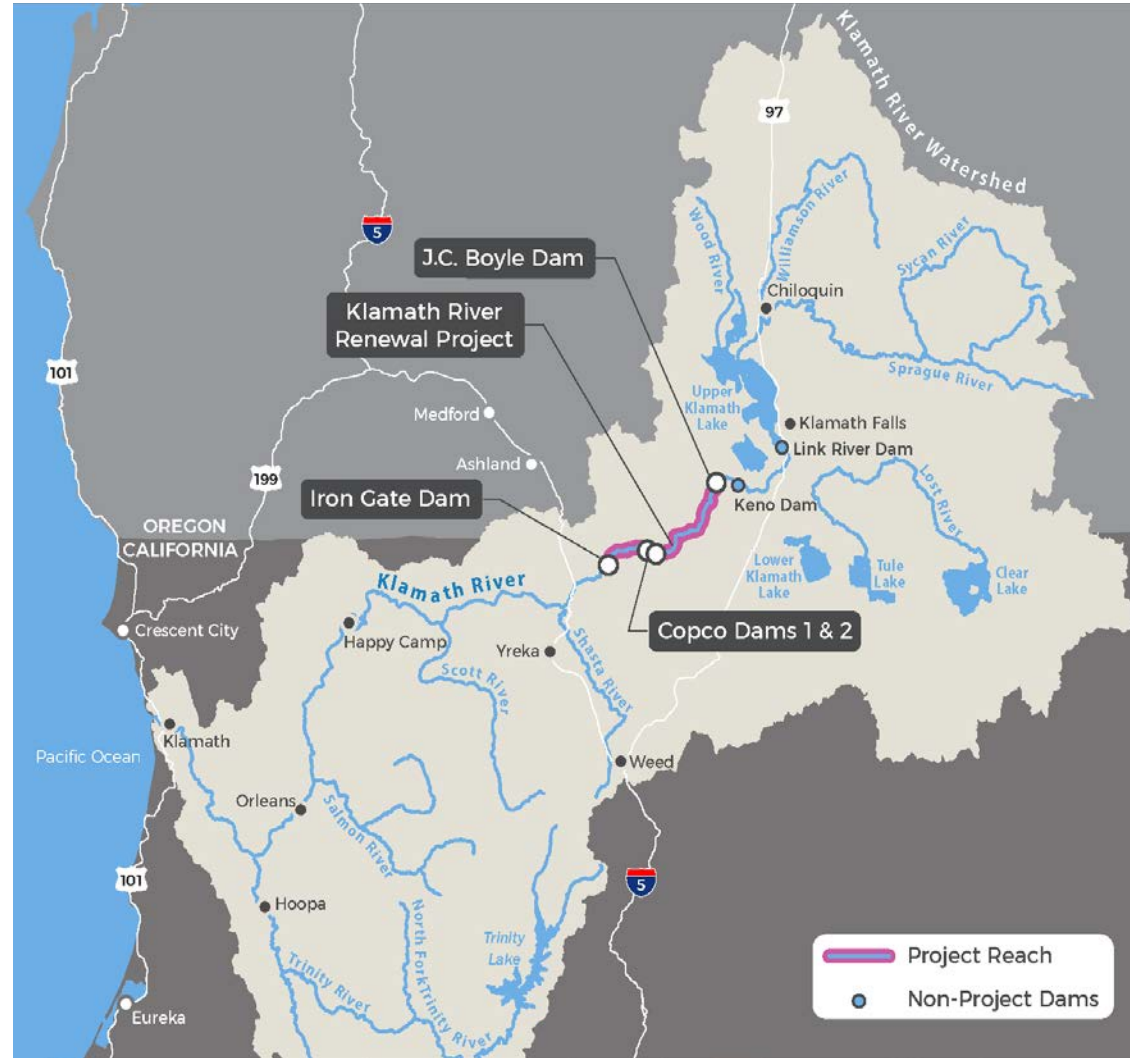 Klamath River Watershed
97
Williamson River
Wood River
Sycan River
5
J.C. Boyle Dam
Chiloquin
Klamath River
Renewal Project
Sprague River
101
Upper
Klamath
Lake
Medford
Klamath Falls
Link River Dam
Ashland
199
Iron Gate Dam
Keno Dam
Lost River
OREGON
CALIFORNIA
Lower
Klamath
Lake
Tule
Lake
Clear
Lake
Klamath River
Crescent City
Happy Camp
Yreka
Shasta River
Copco Dams 1 & 2
Scott River
Klamath
Pacific Ocean
Weed
Orleans
Salmon River
101
5
Hoopa
North Fork Trinity River
Trinity
Lake
Trinity River
Eureka
Project Reach
Non-Project Dams